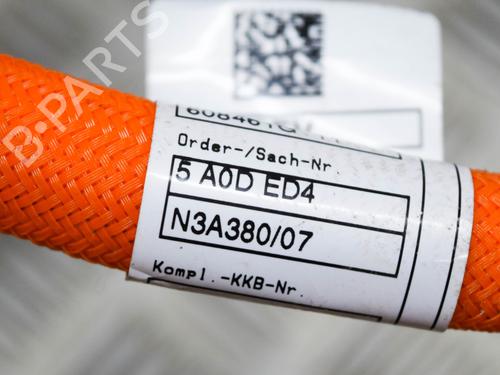 B-PARTS
Order-/Sach-Nr.
5 A0D ED4
N3A380/07
Kompl.-KKB-Nr.